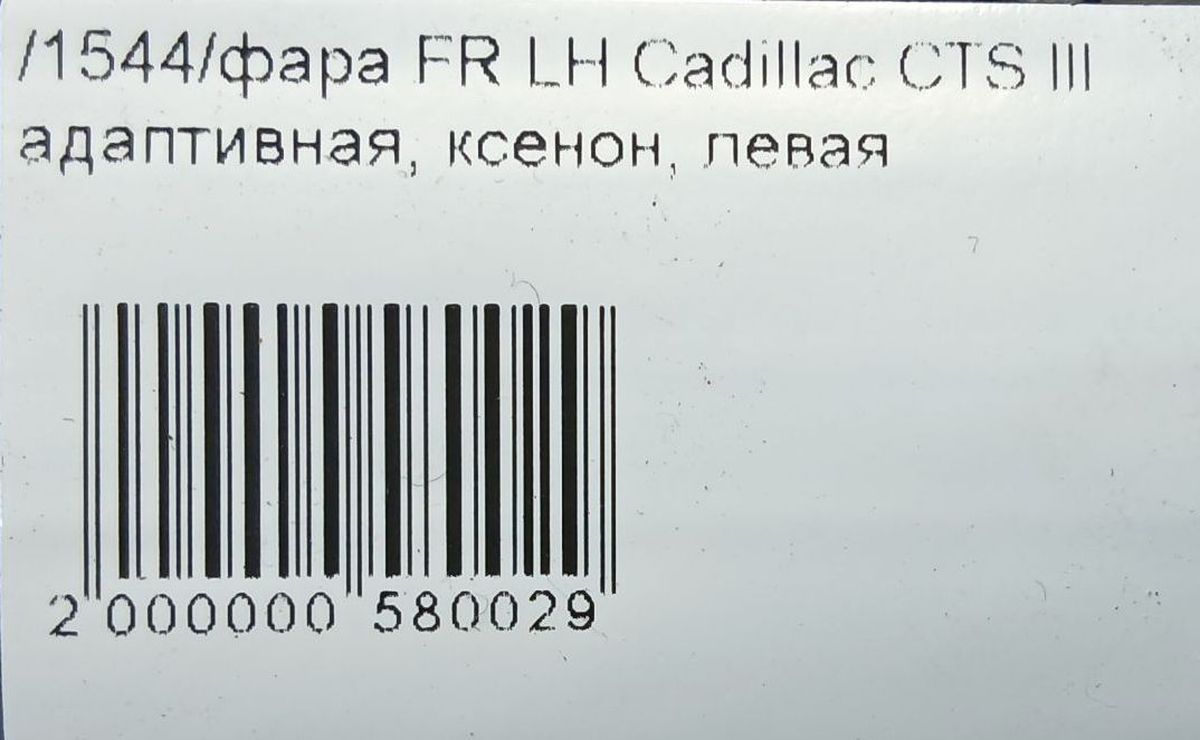 /1544/фара FR LH Cadillac CTS III
адаптивная, ксенон, левая
2 000000 580029